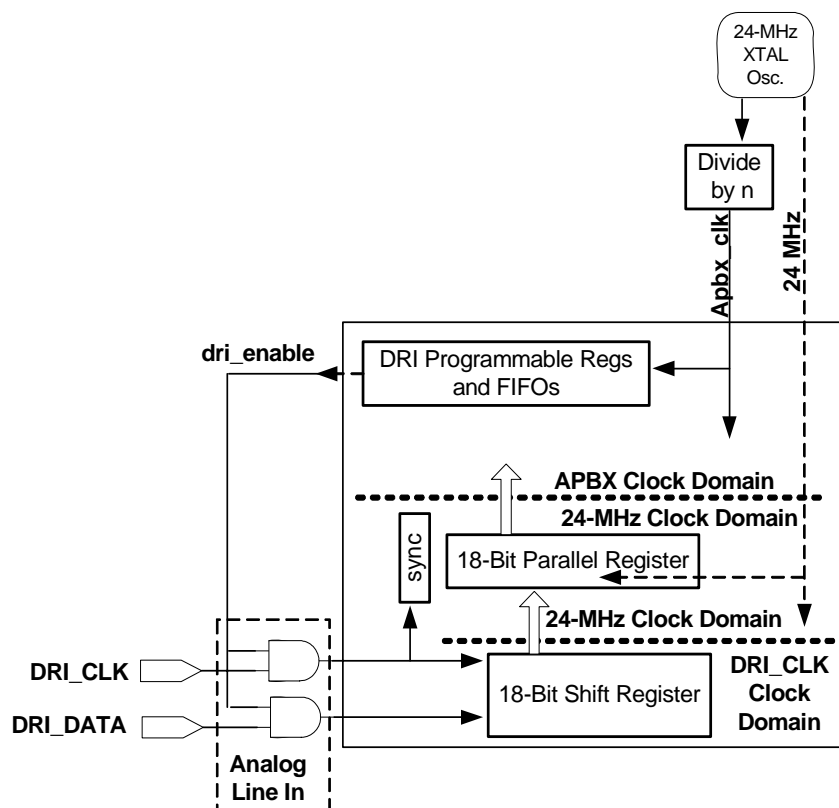 24-MHz
XTAL
Osc.
Divide
by n
Apbx_clk
24 MHz
dri_enable
DRI Programmable Regs
and FIFOs
APBX Clock Domain
24-MHz Clock Domain
sync
18-Bit Parallel Register
24-MHz Clock Domain
DRI_CLK
18-Bit Shift Register
DRI_CLK
Clock
Domain
DRI_DATA
Analog
Line In